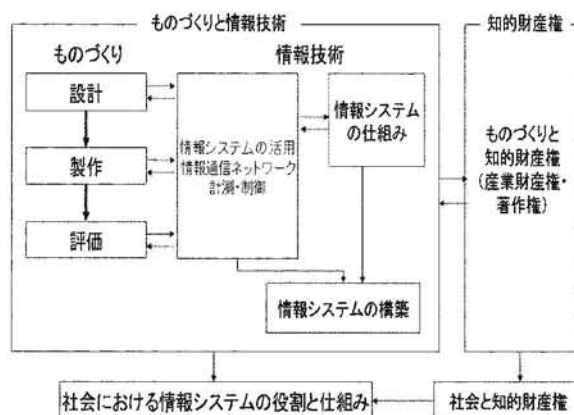 ものづくりと情報技術
知的財産権
ものづくり
情報技術
設計
製作
評価
情報システムの活用
情報通信ネットワーク
計測・制御
情報システム
の仕組み
情報システムの構築
ものづくりと
知的財産権
(産業財産権・
著作権)
社会における情報システムの役割と仕組み
社会と知的財産権